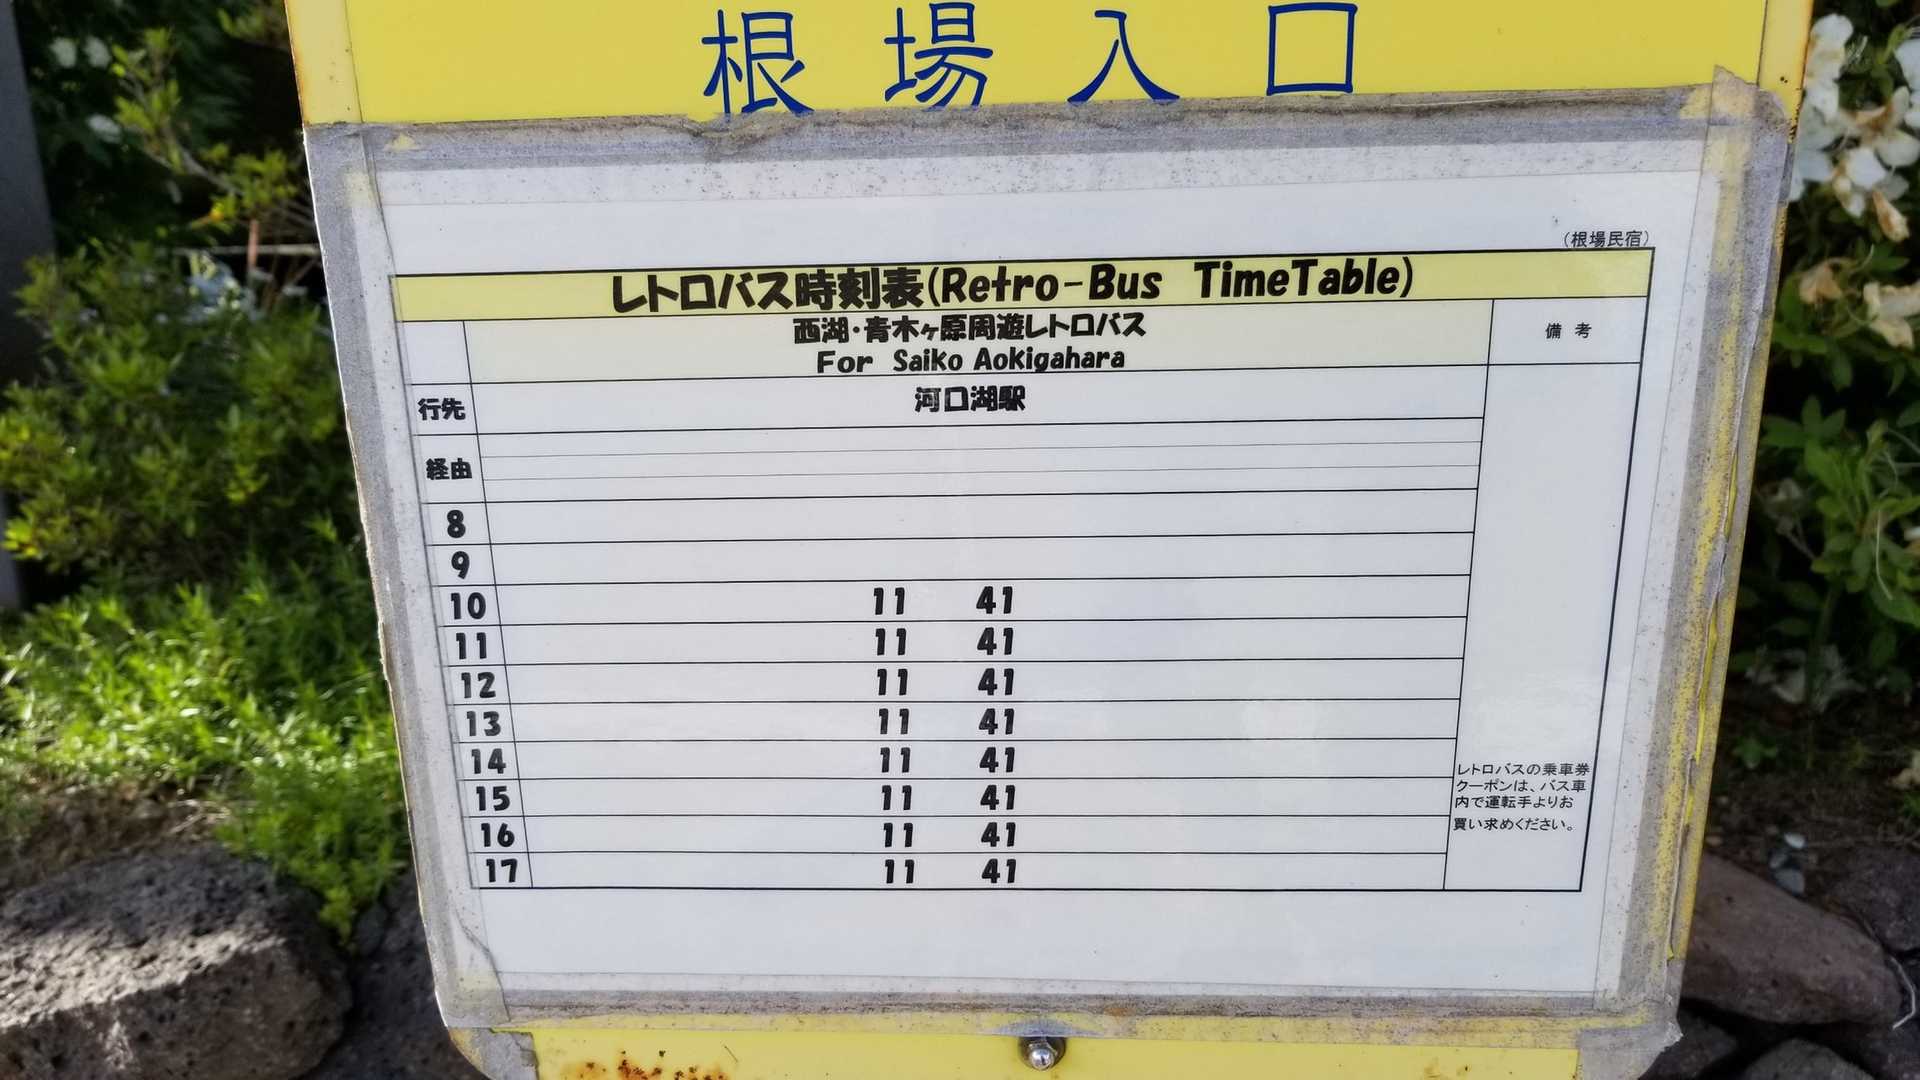 根場入口
（根場民宿）
レトロバス時刻表(Retro-Bus TimeTable)
西湖・青木ヶ原周遊レトロバス
For Saiko Aokigahara
備考
行先 河口湖駅
経由
8
9
10 11 41
11 11 41
12 11 41
13 11 41
14 11 41
15 11 41
16 11 41
17 11 41
レトロバスの乗車券
クーポンは、バス車
内で運転手よりお
買い求めください。